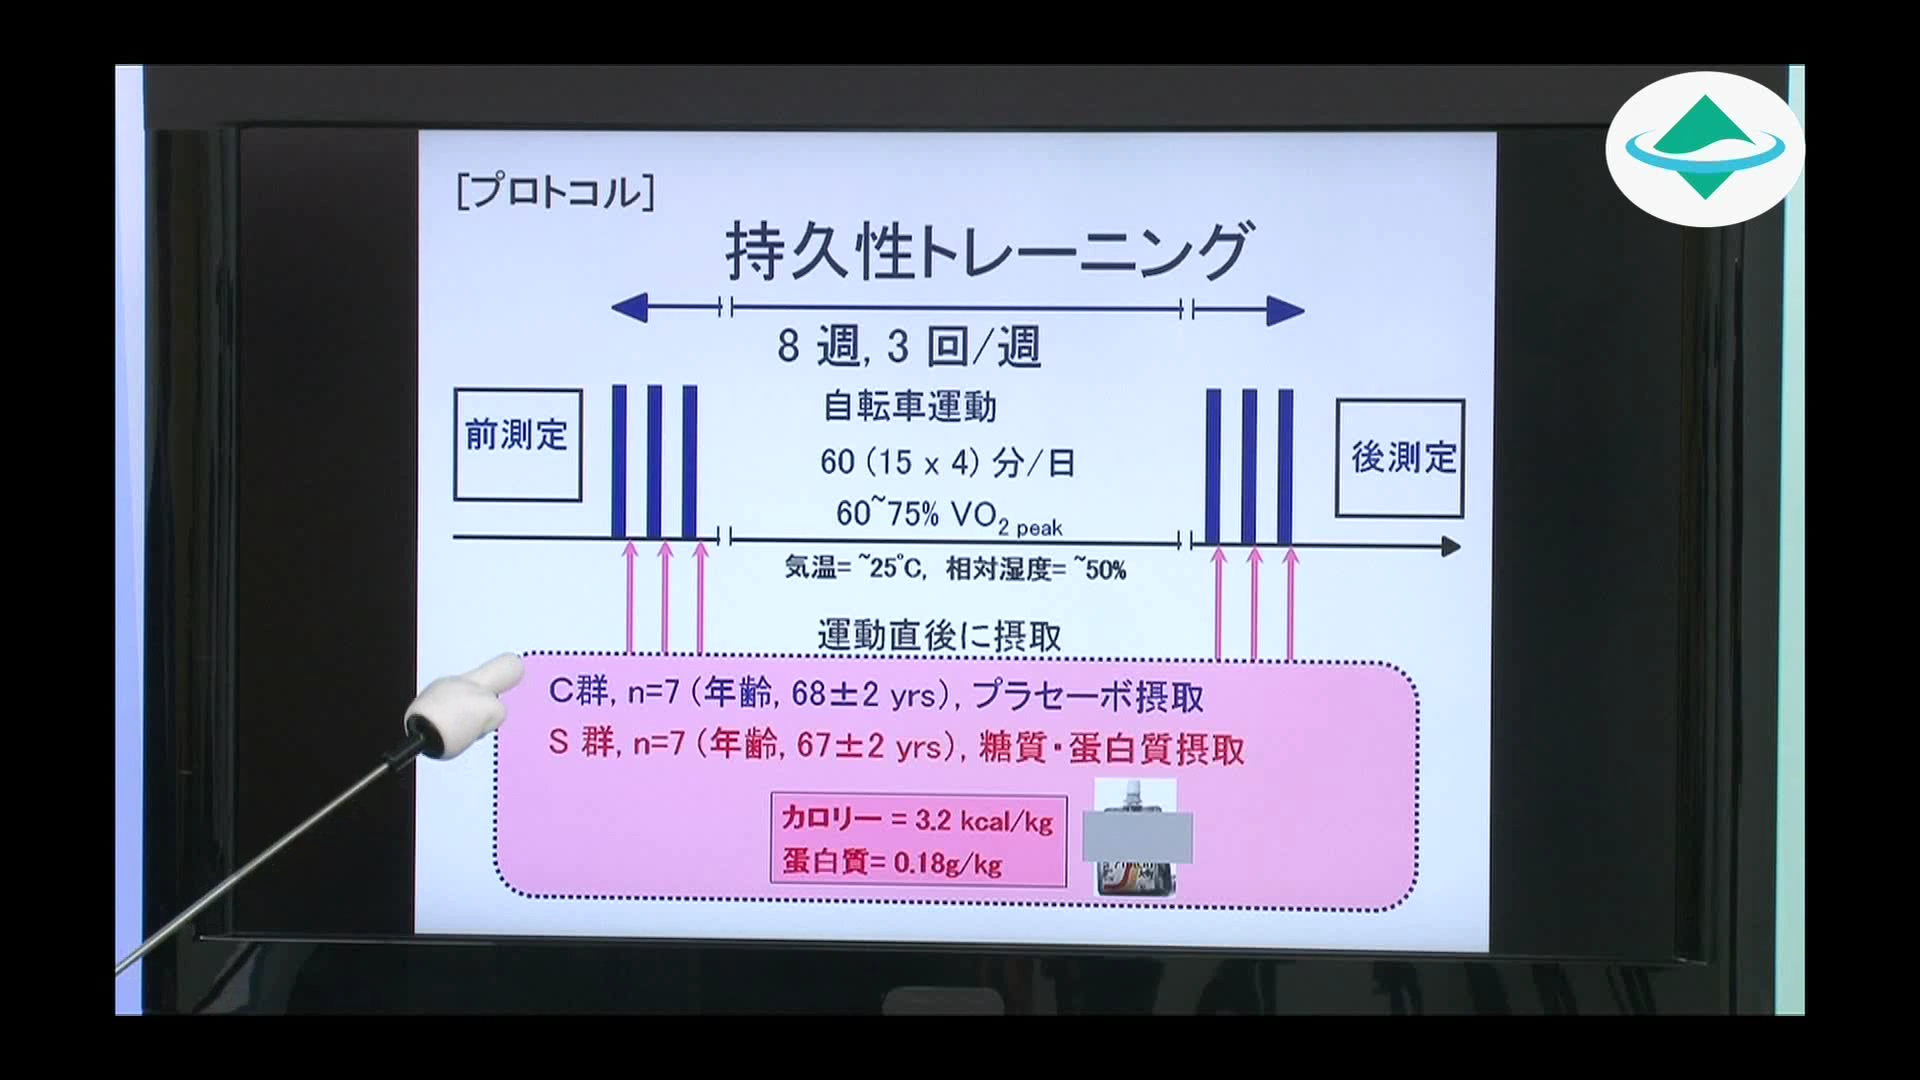 [プロトコル]
持久性トレーニング
8 週, 3 回/週
自転車運動
60 (15 x 4) 分/日
60~75% VO2 peak
前測定
後測定
気温= ~25℃, 相対湿度= ~50%
運動直後に摂取
C群, n=7 (年齢, 68±2 yrs), プラセーボ摂取
S 群, n=7 (年齢, 67±2 yrs), 糖質・蛋白質摂取
カロリー = 3.2 kcal/kg
蛋白質= 0.18g/kg